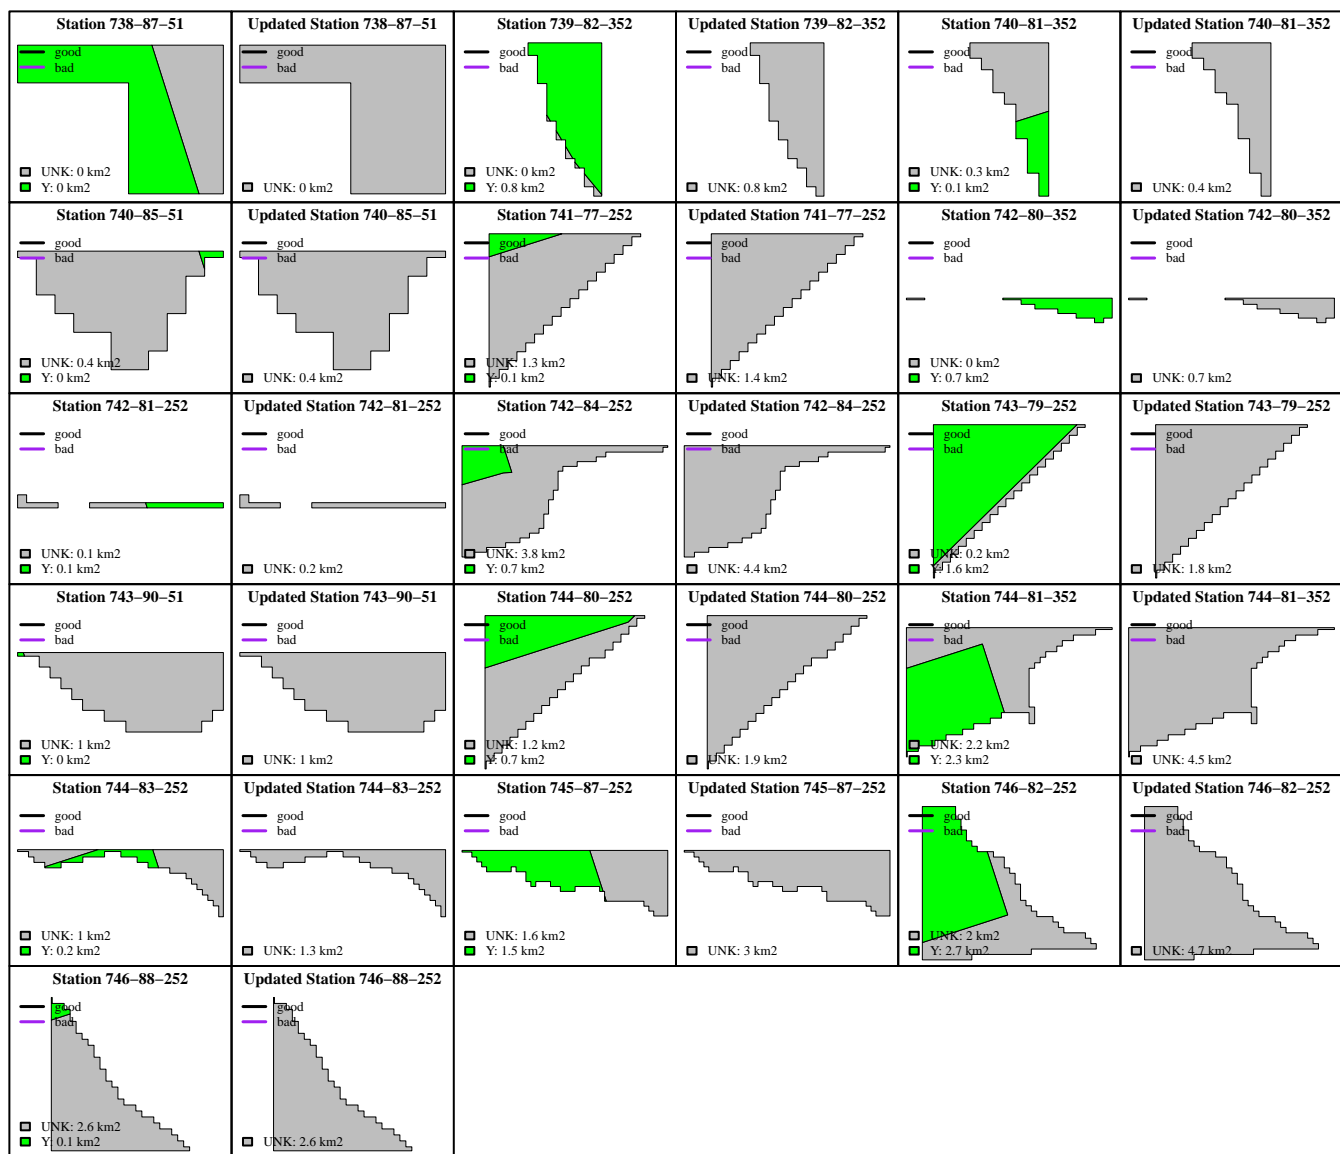 Station 738–87–51
good
bad
UNK: 0 km2
Y: 0 km2
Updated Station 738–87–51
good
bad
UNK: 0 km2
Station 739–82–352
good
bad
UNK: 0 km2
Y: 0.8 km2
Updated Station 739–82–352
good
bad
UNK: 0.8 km2
Station 740–81–352
good
bad
UNK: 0.3 km2
Y: 0.1 km2
Updated Station 740–81–352
good
bad
UNK: 0.4 km2
Station 740–85–51
good
bad
UNK: 0.4 km2
Y: 0 km2
Updated Station 740–85–51
good
bad
UNK: 0.4 km2
Station 741–77–252
good
bad
UNK: 1.3 km2
Y: 0.1 km2
Updated Station 741–77–252
good
bad
UNK: 1.4 km2
Station 742–80–352
good
bad
UNK: 0 km2
Y: 0.7 km2
Updated Station 742–80–352
good
bad
UNK: 0.7 km2
Station 742–81–252
good
bad
UNK: 0.1 km2
Y: 0.1 km2
Updated Station 742–81–252
good
bad
UNK: 0.2 km2
Station 742–84–252
good
bad
UNK: 3.8 km2
Y: 0.7 km2
Updated Station 742–84–252
good
bad
UNK: 4.4 km2
Station 743–79–252
good
bad
UNK: 0.2 km2
Y: 1.6 km2
Updated Station 743–79–252
good
bad
UNK: 1.8 km2
Station 743–90–51
good
bad
UNK: 1 km2
Y: 0 km2
Updated Station 743–90–51
good
bad
UNK: 1 km2
Station 744–80–252
good
bad
UNK: 1.2 km2
Y: 0.7 km2
Updated Station 744–80–252
good
bad
UNK: 1.9 km2
Station 744–81–352
good
bad
UNK: 2.2 km2
Y: 2.3 km2
Updated Station 744–81–352
good
bad
UNK: 4.5 km2
Station 744–83–252
good
bad
UNK: 1 km2
Y: 0.2 km2
Updated Station 744–83–252
good
bad
UNK: 1.3 km2
Station 745–87–252
good
bad
UNK: 1.6 km2
Y: 1.5 km2
Updated Station 745–87–252
good
bad
UNK: 3 km2
Station 746–82–252
good
bad
UNK: 2 km2
Y: 2.7 km2
Updated Station 746–82–252
good
bad
UNK: 4.7 km2
Station 746–88–252
good
bad
UNK: 2.6 km2
Y: 0.1 km2
Updated Station 746–88–252
good
bad
UNK: 2.6 km2